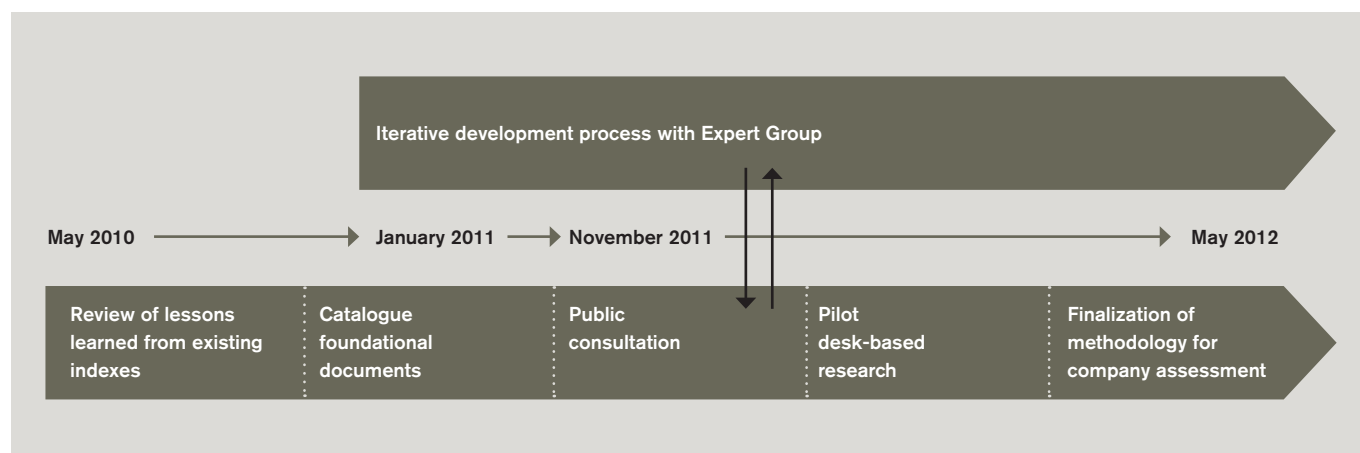 Iterative development process with Expert Group
May 2010
January 2011
November 2011
May 2012
Review of lessons
learned from existing
indexes
Catalogue
foundational
documents
Public
consultation
Pilot
desk-based
research
Finalization of
methodology for
company assessment